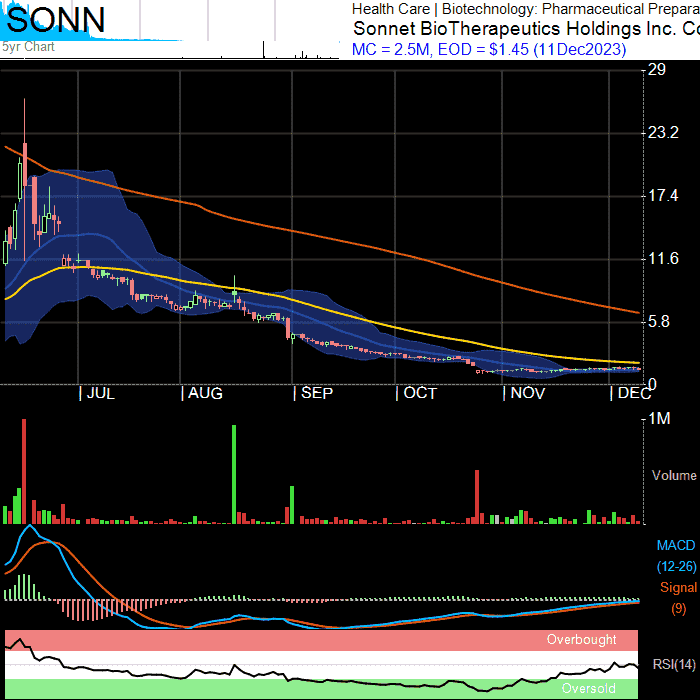 SONN
Health Care | Biotechnology: Pharmaceutical Prepara
Sonnet BioTherapeutics Holdings Inc. Co
5yr Chart
MC = 2.5M, EOD = $1.45 (11Dec2023)
29
23.2
17.4
11.6
5.8
0
| JUL | AUG | SEP | OCT | NOV | DEC
1M
Volume
MACD
(12-26)
Signal
(9)
Overbought
RSI(14)
Oversold